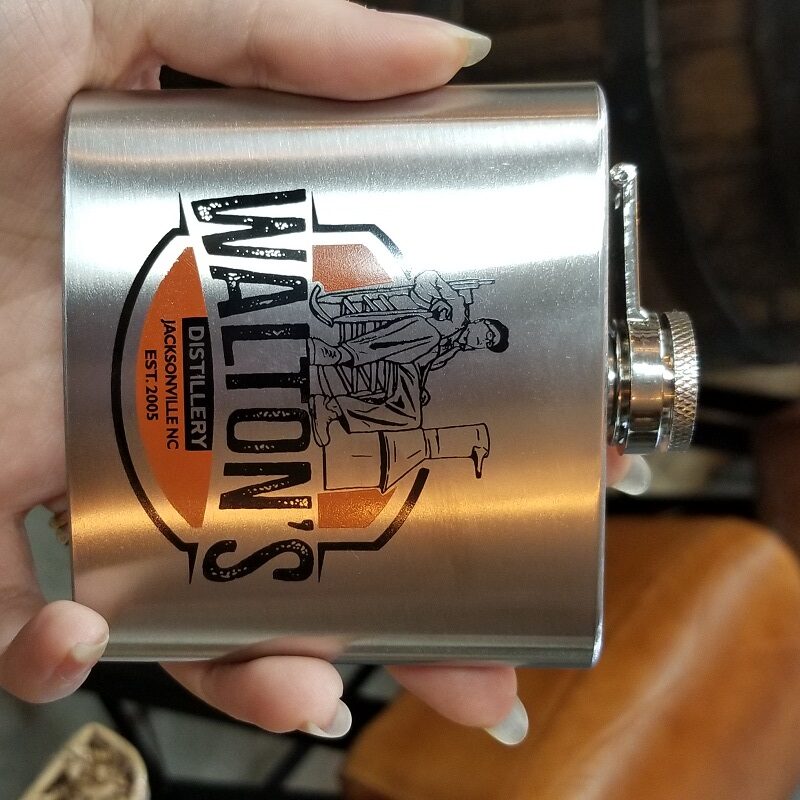 WALTON'S
DISTILLERY
JACKSONVILLE NC
EST. 2005